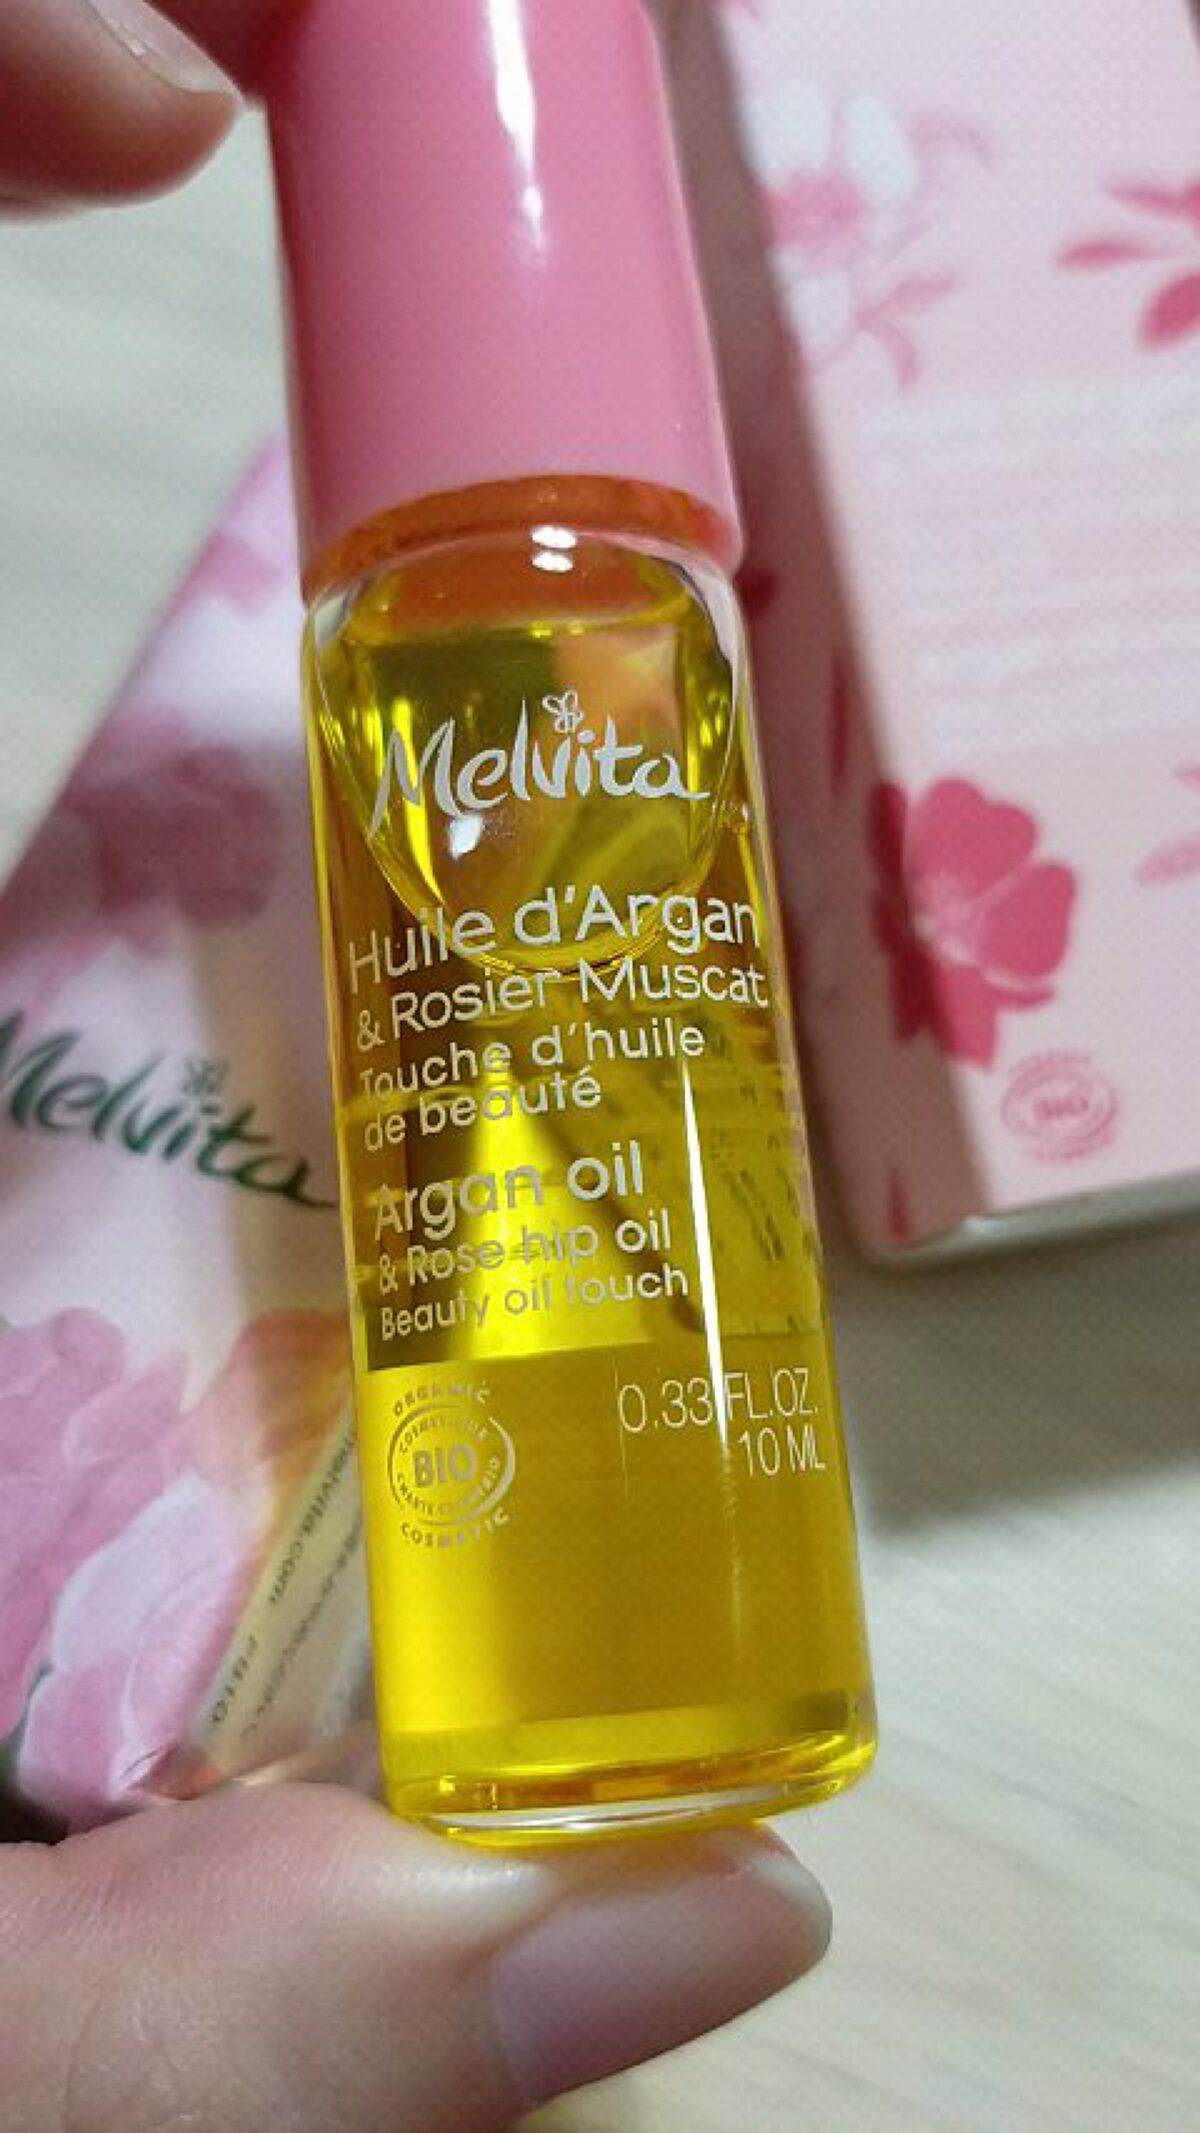 Melvita
Huile d'Argan
& Rosier Muscat
Touche d'huile
de beauté
Argan oil
& Rose hip oil
Beauty oil touch
0.33 FL.OZ.
10 ML
ORGANIC
BIO
COSMETIC
Melvita
BIO